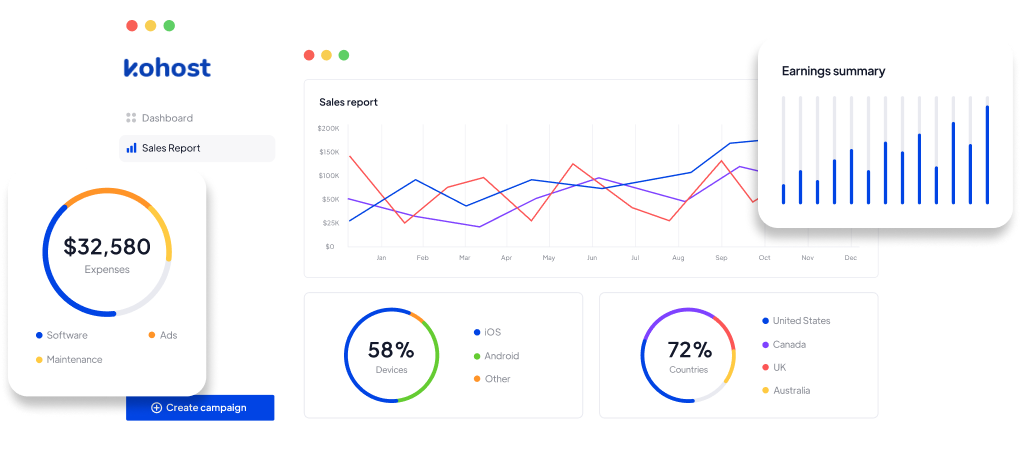 kohost
Dashboard
Sales Report
$32,580
Expenses
Software
Ads
Maintenance
Create campaign
Sales report
$200K
$150K
$100K
$50K
$25K
$0
Jan Feb Mar Apr May Jun Jul Aug Sep Oct Nov Dec
58%
Devices
iOS
Android
Other
72%
Countries
United States
Canada
UK
Australia
Earnings summary